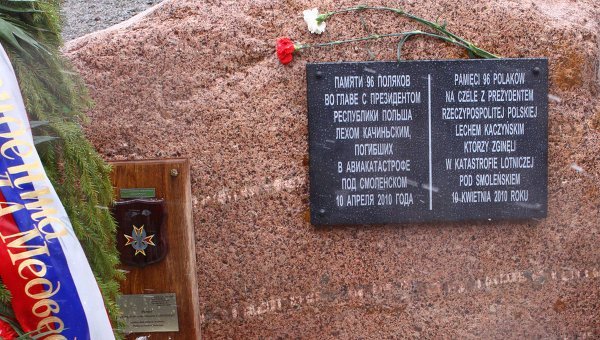 ПАМЯТИ 96 ПОЛЯКОВ
ВО ГЛАВЕ С ПРЕЗИДЕНТОМ
РЕСПУБЛИКИ ПОЛЬША
ЛЕХОМ КАЧИНЬСКИМ,
ПОГИБШИХ
В АВИАКАТАСТРОФЕ
ПОД СМОЛЕНСКОМ
10 АПРЕЛЯ 2010 ГОДА
PAMIĘCI 96 POLAKÓW
NA CZELE Z PREZYDENTEM
RZECZYPOSPOLITEJ POLSKIEJ
LECHEM KACZYŃSKIM
KTÓRZY ZGINĘLI
W KATASTROFIE LOTNICZEJ
POD SMOLEŃSKIEM
10 KWIETNIA 2010 ROKU
Д.А. Медвед